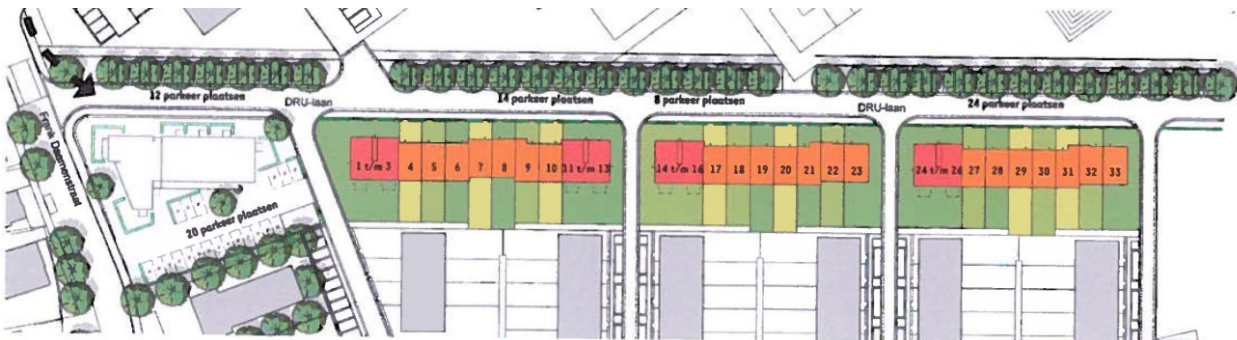 12 parkeer plaatsen
DRU-laan
14 parkeer plaatsen
8 parkeer plaatsen
DRU-laan
24 parkeer plaatsen
Frank Daamenstraat
20 parkeer plaatsen
1 t/m 3 4 5 6 7 8 9 10 11 t/m 13
14 t/m 16 17 18 19 20 21 22 23
24 t/m 26 27 28 29 30 31 32 33